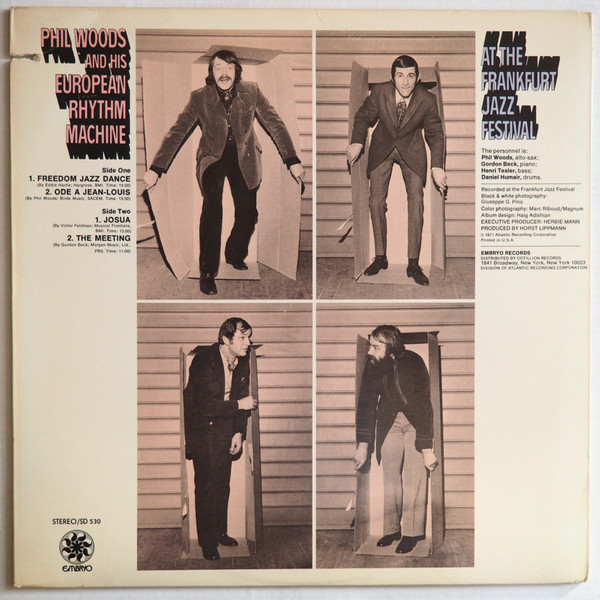 PHIL WOODS
AND HIS
EUROPEAN
RHYTHM
MACHINE
Side One
1. FREEDOM JAZZ DANCE
(By Eddie Harris; Hargrove, BMI. Time: 13:30)
2. ODE A JEAN-LOUIS
(By Phil Woods; Birds Music, SACEM. Time: 13:30)
Side Two
1. JOSUA
(By Victor Feldman; Musical Frontiers,
BMI. Time: 13:00)
2. THE MEETING
(By Gordon Beck; Morgan Music, Ltd.,
PRS. Time: 11:00)
STEREO/SD 530
EMBRYO
AT THE
FRANKFURT
JAZZ
FESTIVAL
The personnel is:
Phil Woods, alto-sax;
Gordon Beck, piano;
Henri Texier, bass;
Daniel Humair, drums.
Recorded at the Frankfurt Jazz Festival
Black & white photography:
Giuseppe G. Pino
Color photography: Marc Riboud/Magnum
Album design: Haig Adishian
EXECUTIVE PRODUCER: HERBIE MANN
PRODUCED BY HORST LIPPMANN
© 1971 Atlantic Recording Corporation
Printed in U.S.A.
EMBRYO RECORDS
DISTRIBUTED BY COTILLION RECORDS
1841 Broadway, New York, New York 10023
DIVISION OF ATLANTIC RECORDING CORPORATION